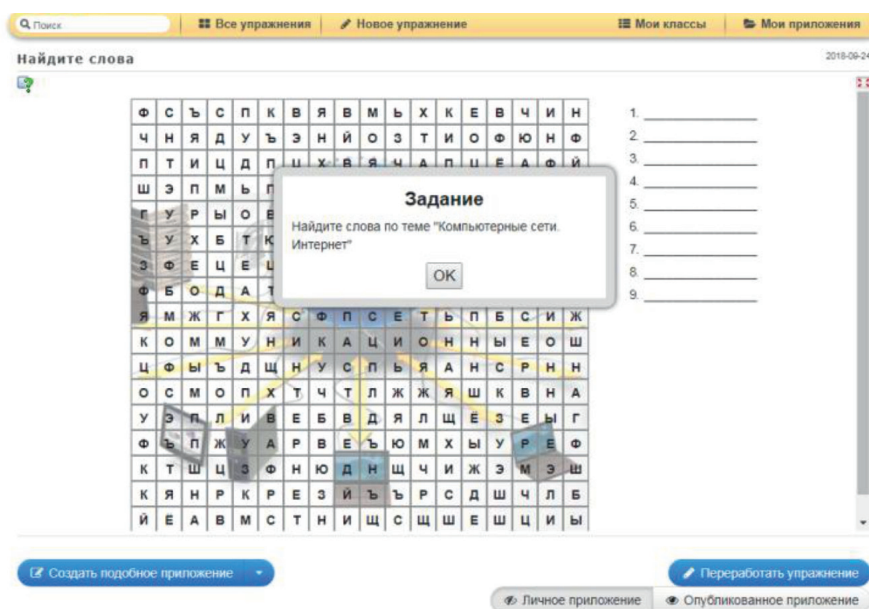 Поиск Все упражнения Новое упражнение Мои классы Мои приложения
Найдите слова 2018-09-24
Ф С Ъ С П К В Я В М Ь Х К Е В Ч И Н
Ч Н Я Д У Ъ Э Н Й О З Т И О Ф Ю Н Ф
П Т И Ц Д П Ц Х В Я Ч А П Ц Е А Ф Й
Ш Э П М Ь
Г У Р Ы О
Ъ У Х Б Т К
З Ф Е Ц Е
Ф Б О Д А Т
Я М Ж Г Х Я С Ф П С Е Т Ь П Б С И Ж
К О М М У Н И К А Ц И О Н Н Ы Е О Ш
Ц Ф Ы Ъ Д Щ Н У С П Ь Я А Н С Р Н Н
О С М О П Х Т Ч Т Л Ж Ж Я Ш К В Н А
У Э П Л И В Е Б В Д Я Л Щ Ё З Е Ы Г
Ф Ъ П Ж У А Р В Е Ъ Ю М Х Ы У Р Е Ф
К Т Ш Ц З Ф Н Ю Д Н Щ Ч И Ж Э М Э Ш
К Я Н Р К Р Е З Й Ъ Ъ Р С Д Ш Ч Л Б
Й Е А В М С Т Н И Щ С Щ Ш Е Ш Ц И Ы
Задание
Найдите слова по теме "Компьютерные сети.
Интернет"
OK
1.
2.
3.
4.
5.
6.
7.
8.
9.
Создать подобное приложение Переработать упражнение
Личное приложение Опубликованное приложение